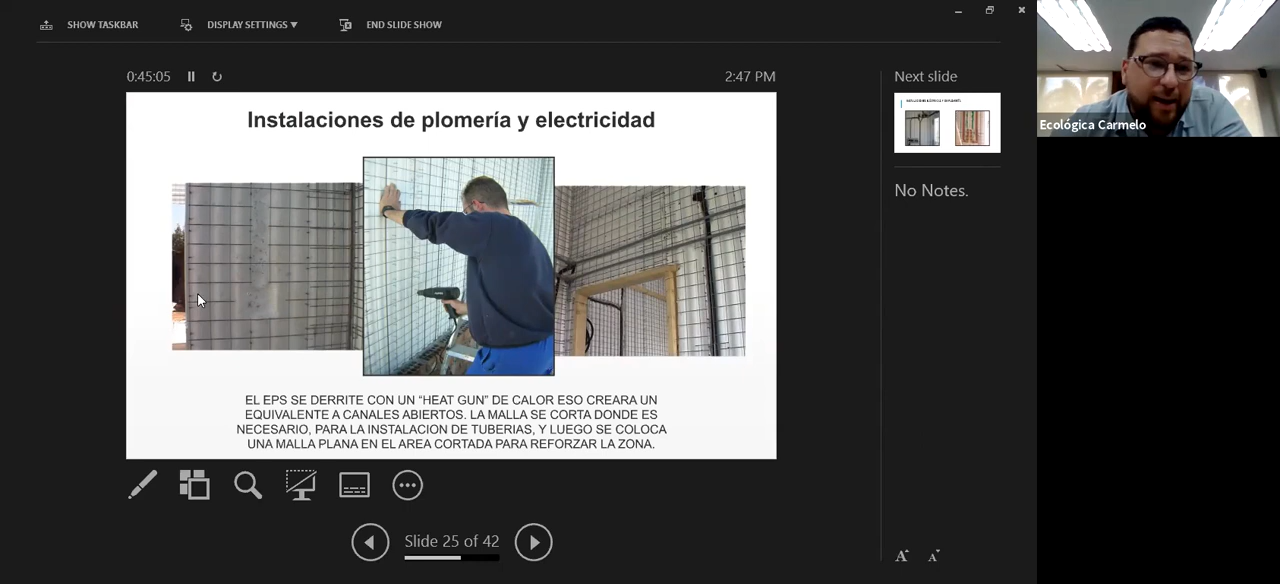 SHOW TASKBAR
DISPLAY SETTINGS ▼
END SLIDE SHOW
0:45:05
2:47 PM
Next slide
Instalaciones de plomería y electricidad
Ecológica Carmelo
No Notes.
EL EPS SE DERRITE CON UN “HEAT GUN” DE CALOR ESO CREARA UN
EQUIVALENTE A CANALES ABIERTOS. LA MALLA SE CORTA DONDE ES
NECESARIO, PARA LA INSTALACION DE TUBERIAS, Y LUEGO SE COLOCA
UNA MALLA PLANA EN EL AREA CORTADA PARA REFORZAR LA ZONA.
Slide 25 of 42
A A